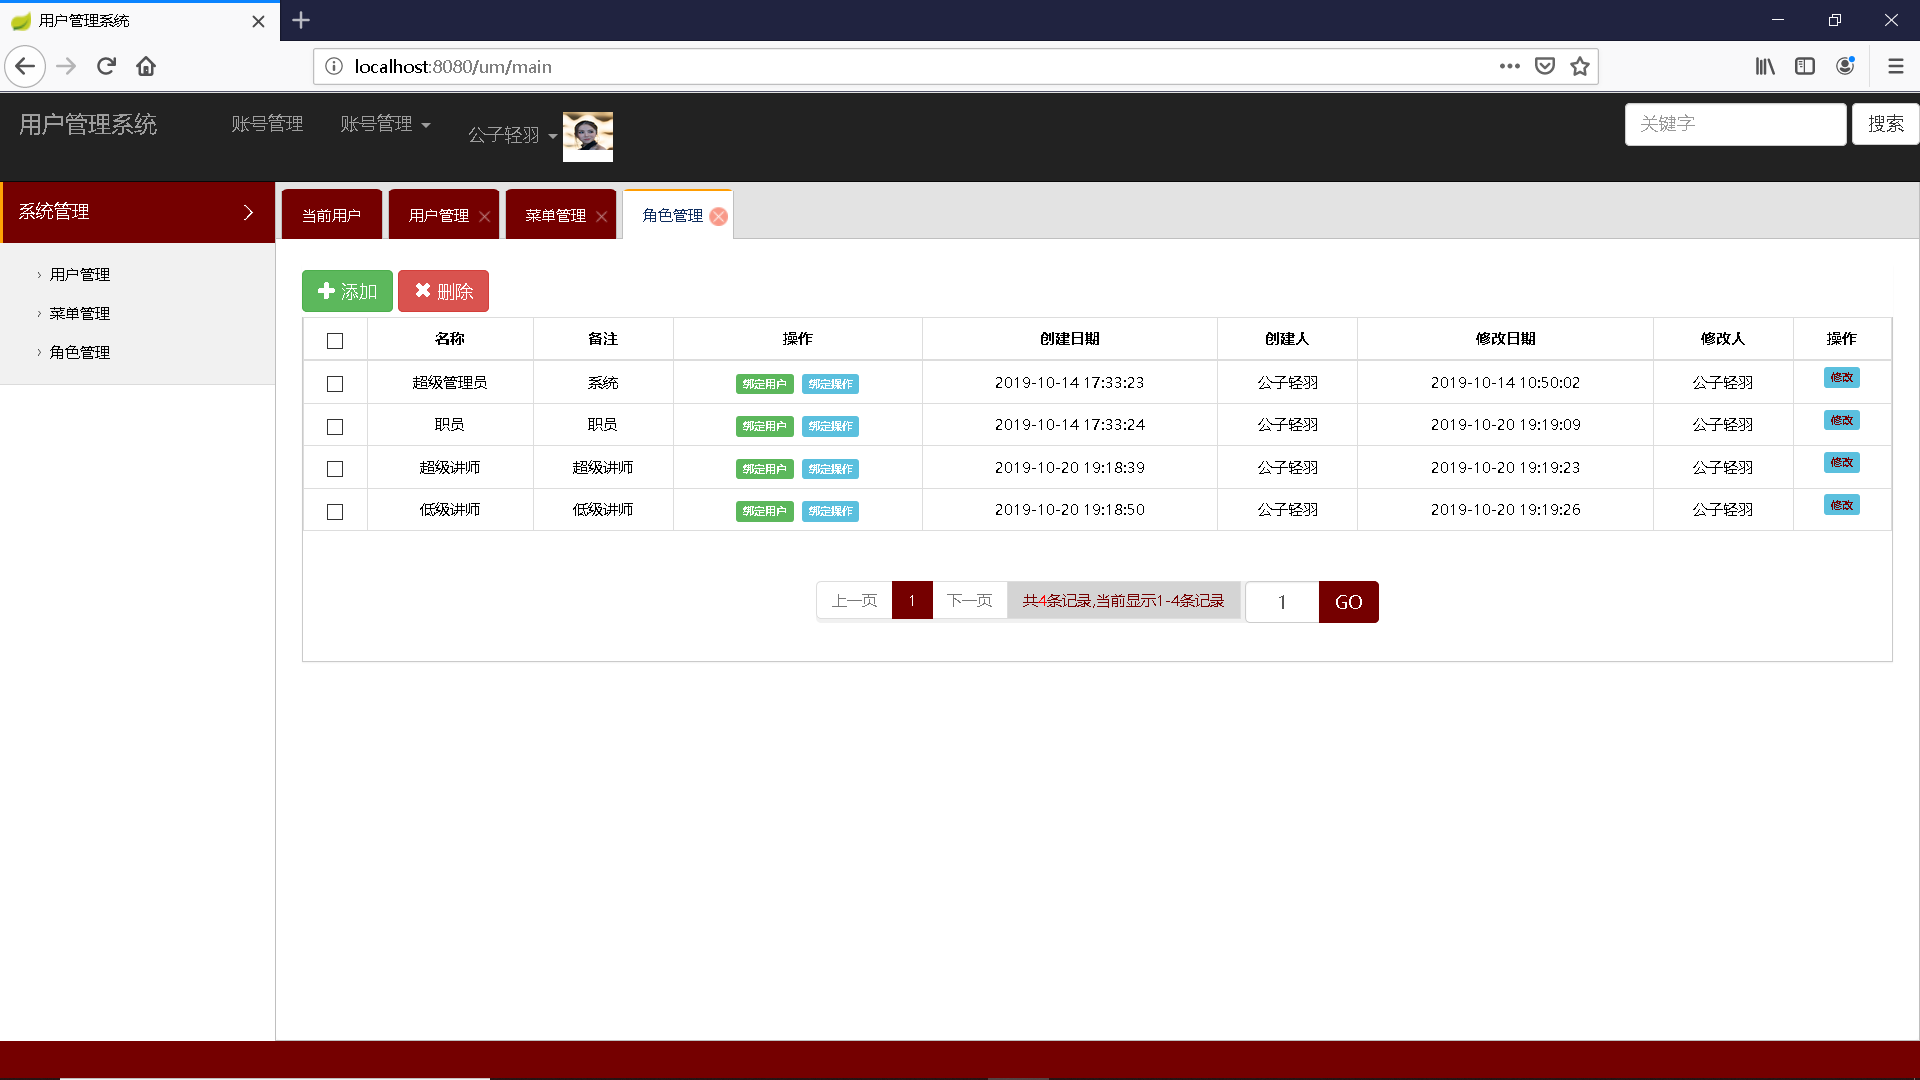 用户管理系统
localhost:8080/um/main
用户管理系统 账号管理 账号管理 公子轻羽 关键字 搜索
系统管理
用户管理
菜单管理
角色管理
当前用户 用户管理 菜单管理 角色管理
添加 删除
名称 备注 操作 创建日期 创建人 修改日期 修改人 操作
超级管理员 系统 绑定用户 绑定操作 2019-10-14 17:33:23 公子轻羽 2019-10-14 10:50:02 公子轻羽 修改
职员 职员 绑定用户 绑定操作 2019-10-14 17:33:24 公子轻羽 2019-10-20 19:19:09 公子轻羽 修改
超级讲师 超级讲师 绑定用户 绑定操作 2019-10-20 19:18:39 公子轻羽 2019-10-20 19:19:23 公子轻羽 修改
低级讲师 低级讲师 绑定用户 绑定操作 2019-10-20 19:18:50 公子轻羽 2019-10-20 19:19:26 公子轻羽 修改
上一页 1 下一页 共4条记录,当前显示1-4条记录 1 GO